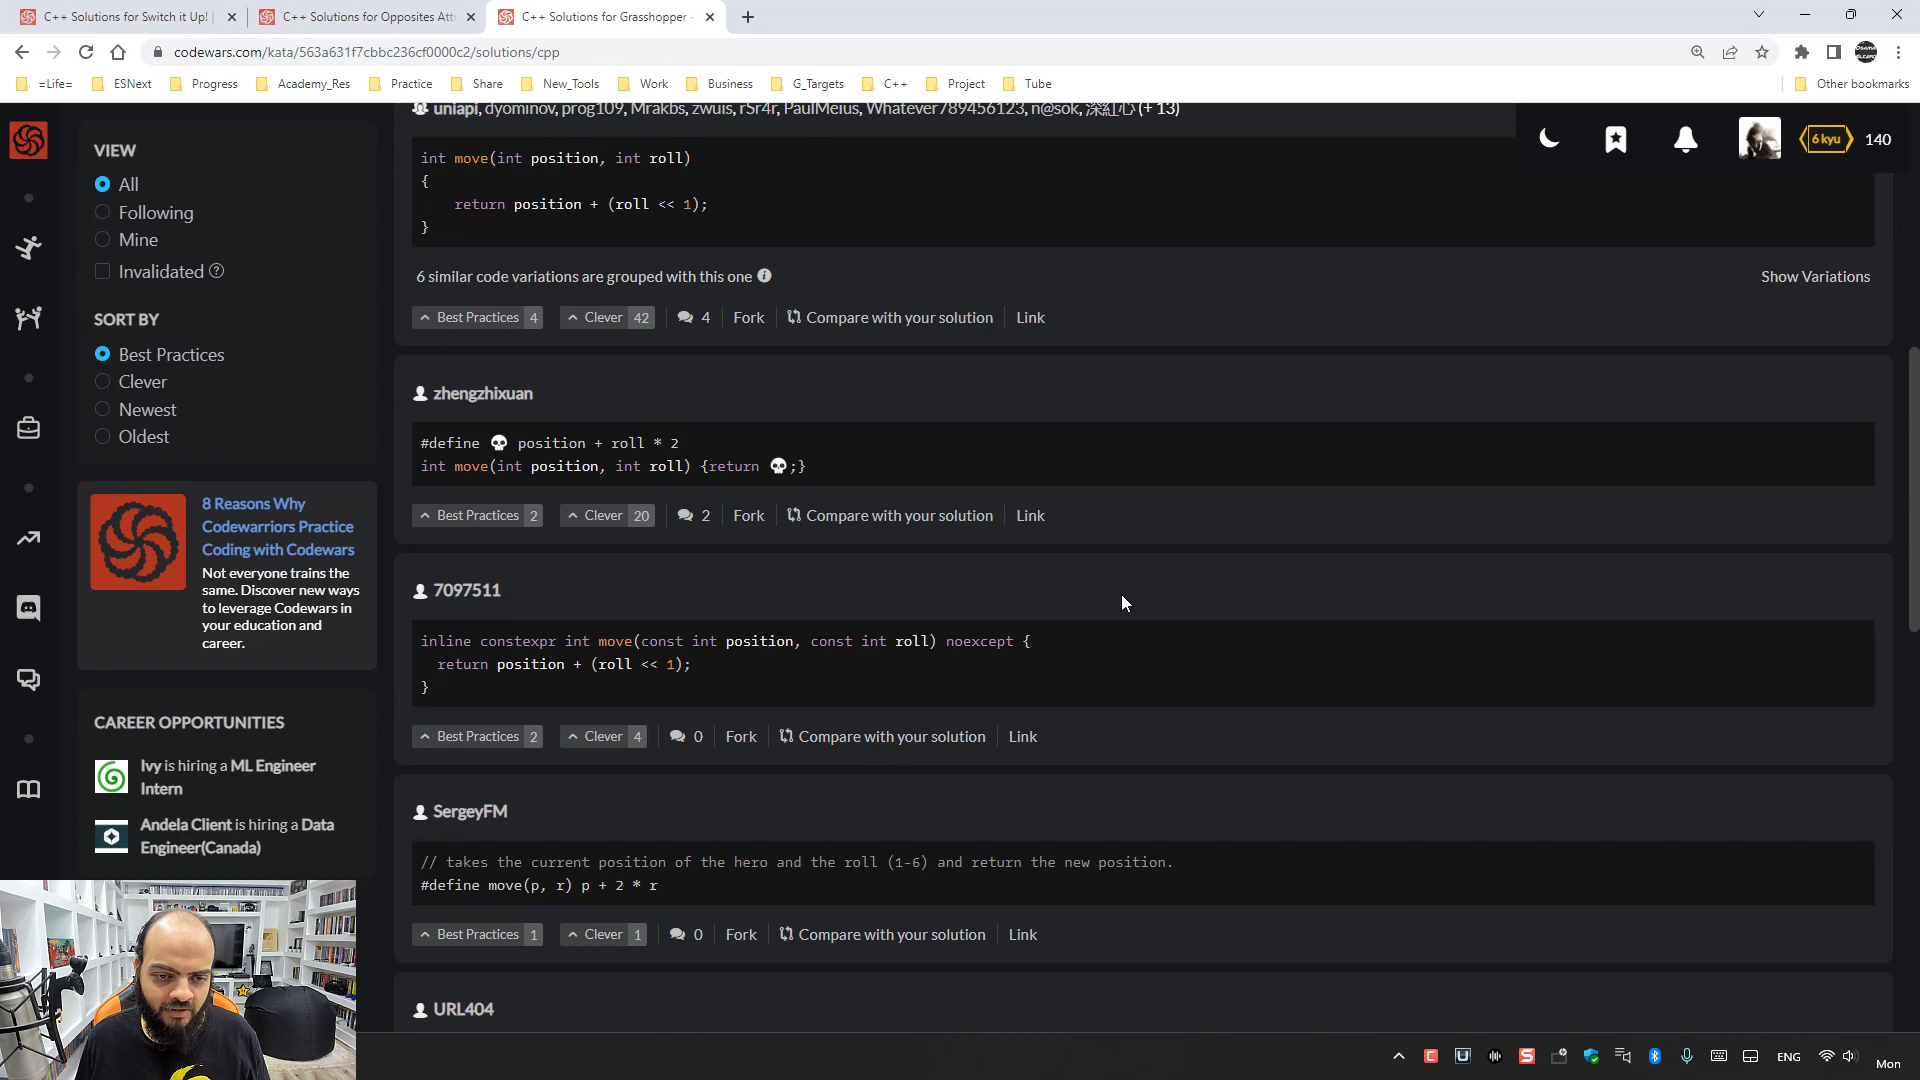 C++ Solutions for Switch it Up! |
C++ Solutions for Opposites Attr
C++ Solutions for Grasshopper -
codewars.com/kata/563a631f7cbbc236cf0000c2/solutions/cpp
=Life=
ESNext
Progress
Academy_Res
Practice
Share
New_Tools
Work
Business
G_Targets
C++
Project
Tube
Other bookmarks
uniapi, dyominov, prog109, Mrakbs, zwuis, rSr4r, PaulMeius, Whatever789456123, n@sok, 深紅心 (+ 13)
6 kyu
140
VIEW
All
Following
Mine
Invalidated
SORT BY
Best Practices
Clever
Newest
Oldest
8 Reasons Why
Codewarriors Practice
Coding with Codewars
Not everyone trains the
same. Discover new ways
to leverage Codewars in
your education and
career.
CAREER OPPORTUNITIES
Ivy is hiring a ML Engineer
Intern
Andela Client is hiring a Data
Engineer(Canada)
int move(int position, int roll)
{
return position + (roll << 1);
}
6 similar code variations are grouped with this one
Show Variations
Best Practices 4 Clever 42 4 Fork Compare with your solution Link
zhengzhixuan
#define 💀 position + roll * 2
int move(int position, int roll) {return 💀;}
Best Practices 2 Clever 20 2 Fork Compare with your solution Link
7097511
inline constexpr int move(const int position, const int roll) noexcept {
return position + (roll << 1);
}
Best Practices 2 Clever 4 0 Fork Compare with your solution Link
SergeyFM
// takes the current position of the hero and the roll (1-6) and return the new position.
#define move(p, r) p + 2 * r
Best Practices 1 Clever 1 0 Fork Compare with your solution Link
URL404
ENG
Mon